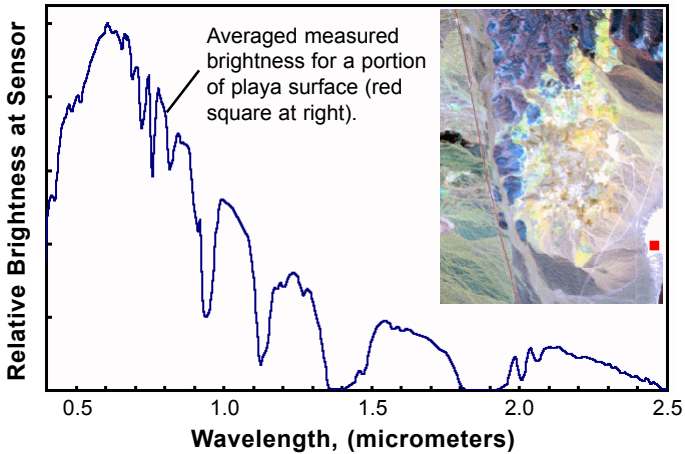 Relative Brightness at Sensor
Averaged measured
brightness for a portion
of playa surface (red
square at right).
0.5 1.0 1.5 2.0 2.5
Wavelength, (micrometers)